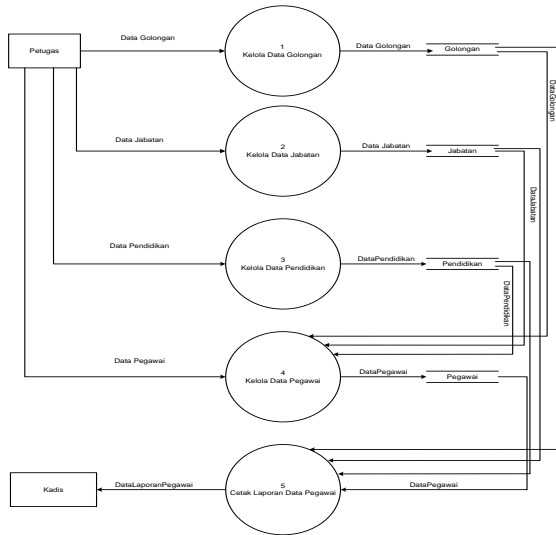 Petugas
Data Golongan
1
Kelola Data Golongan
Data Golongan
Golongan
DataGolongan
Data Jabatan
2
Kelola Data Jabatan
Data Jabatan
Jabatan
DataJabatan
Data Pendidikan
3
Kelola Data Pendidikan
DataPendidikan
Pendidikan
DataPendidikan
Data Pegawai
4
Kelola Data Pegawai
DataPegawai
Pegawai
Kadis
DataLaporanPegawai
5
Cetak Laporan Data Pegawai
DataPegawai